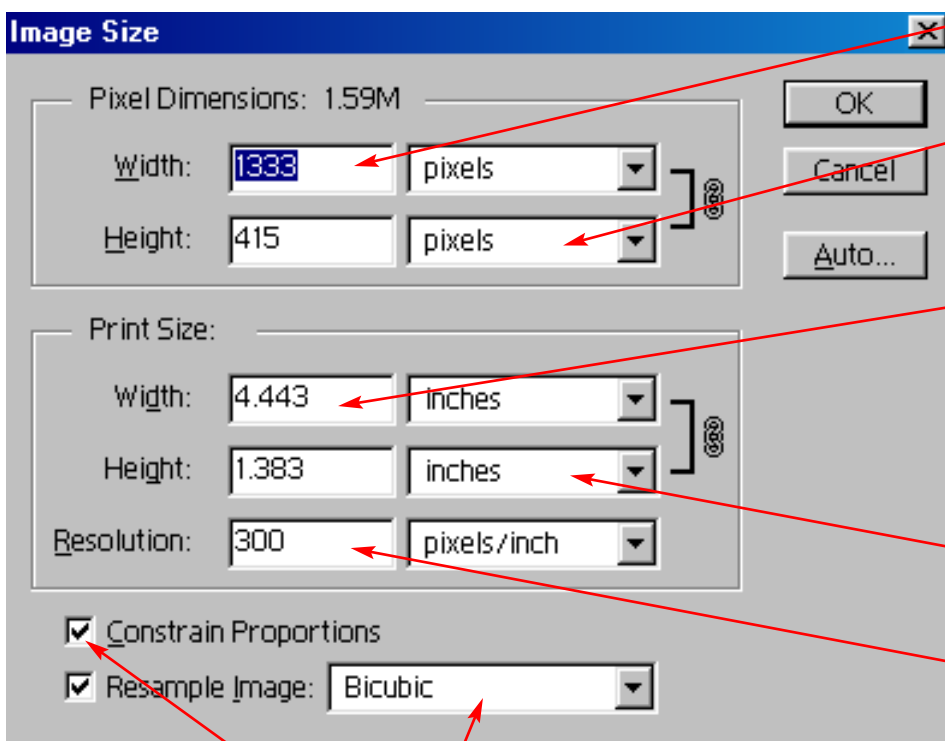 Image Size
Pixel Dimensions: 1.59M
OK
Width: 1333 pixels
Cancel
Height: 415 pixels
Auto...
Print Size:
Width: 4.443 inches
Height: 1.383 inches
Resolution: 300 pixels/inch
Constrain Proportions
Resample Image: Bicubic